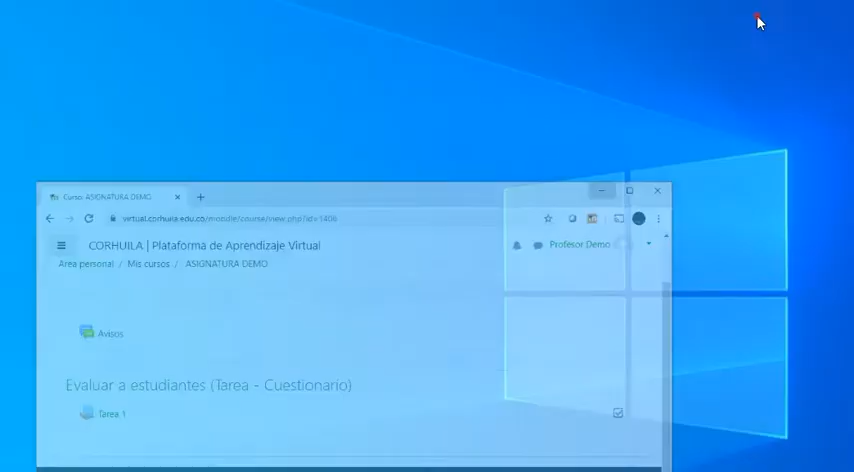 Curso: ASIGNATURA DEMO
virtual.corhuila.edu.co/moodle/course/view.php?id=1406
CORHUILA | Plataforma de Aprendizaje Virtual
Profesor Demo
Área personal / Mis cursos / ASIGNATURA DEMO
Avisos
Evaluar a estudiantes (Tarea - Cuestionario)
Tarea 1